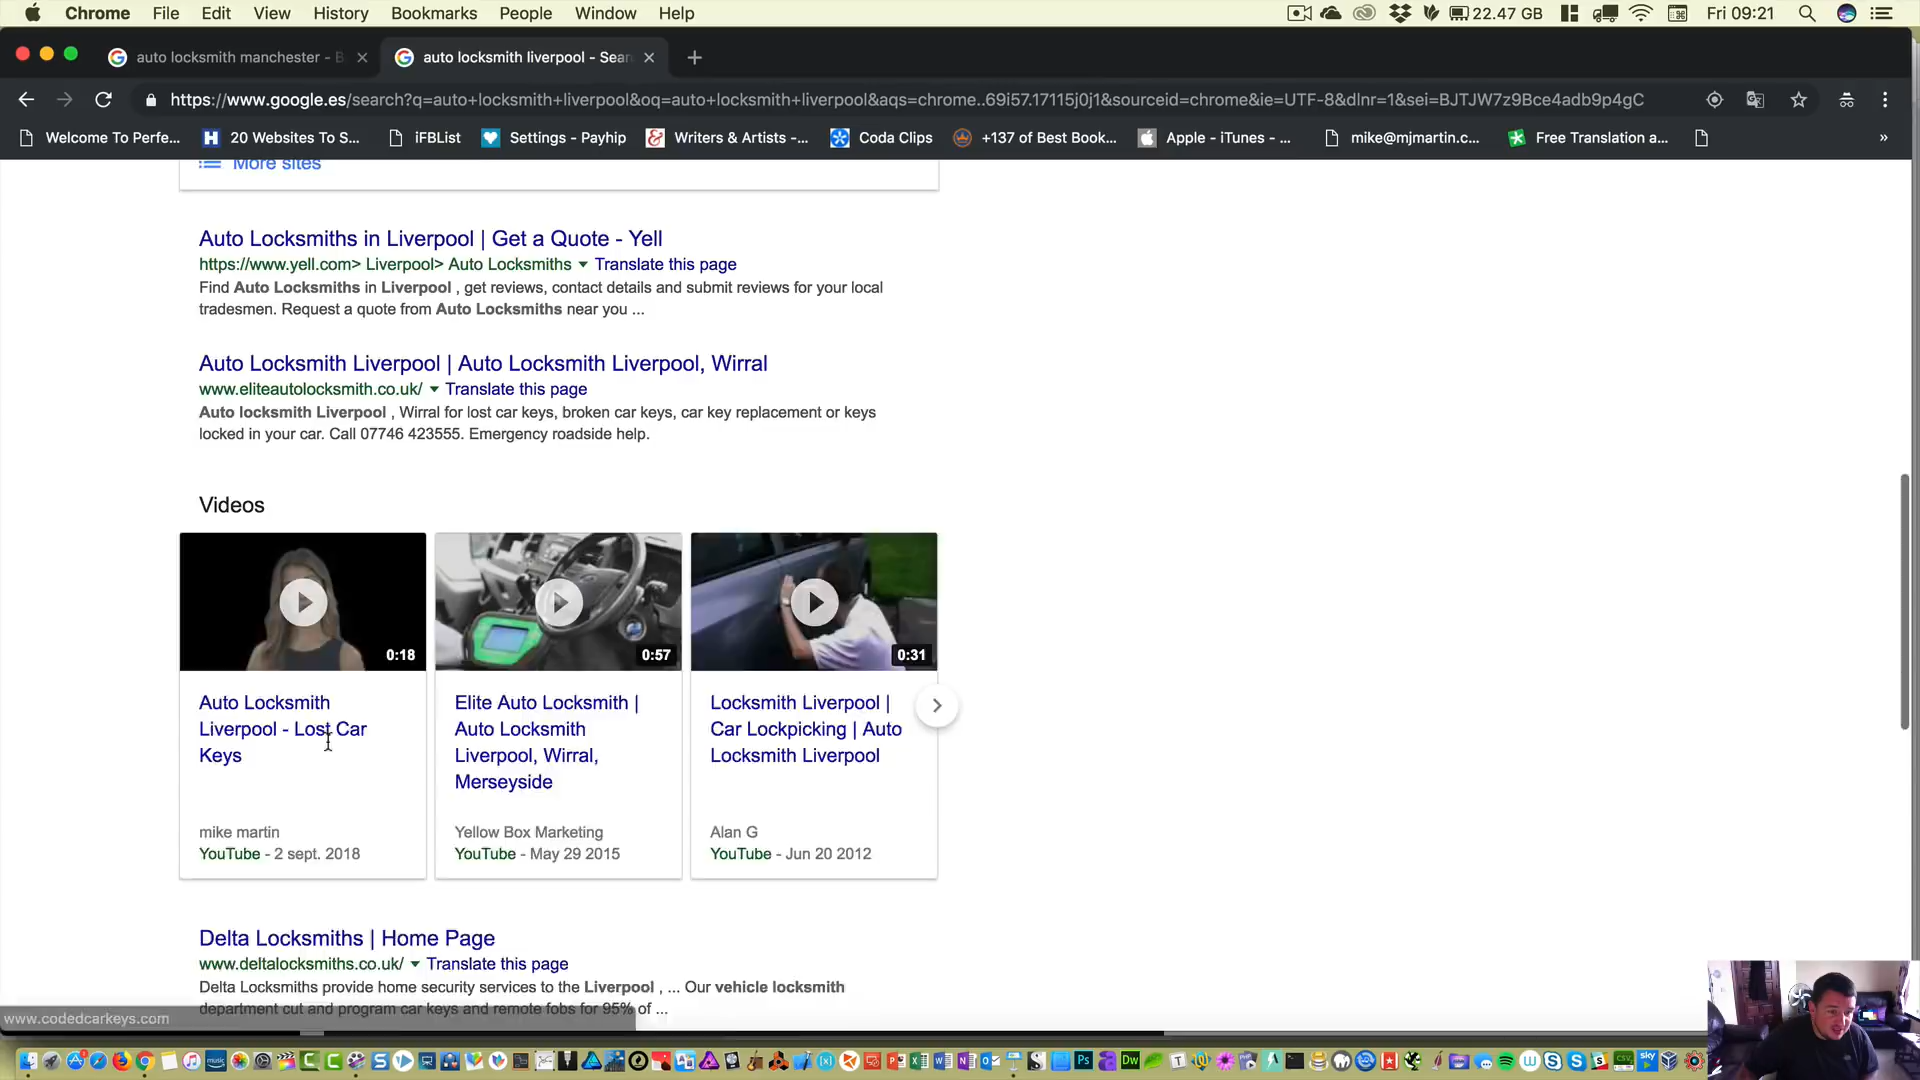 Chrome File Edit View History Bookmarks People Window Help
22.47 GB Fri 09:21
auto locksmith manchester - B
auto locksmith liverpool - Sear
https://www.google.es/search?q=auto+locksmith+liverpool&oq=auto+locksmith+liverpool&aqs=chrome..69i57.17115j0j1&sourceid=chrome&ie=UTF-8&dlnr=1&sei=BJTJW7z9Bce4adb9p4gC
Welcome To Perfe... 20 Websites To S... iFBList Settings - Payhip Writers & Artists -... Coda Clips +137 of Best Book... Apple - iTunes - ... mike@mjmartin.c... Free Translation a... »
More sites
Auto Locksmiths in Liverpool | Get a Quote - Yell
https://www.yell.com> Liverpool> Auto Locksmiths Translate this page
Find Auto Locksmiths in Liverpool , get reviews, contact details and submit reviews for your local
tradesmen. Request a quote from Auto Locksmiths near you ...
Auto Locksmith Liverpool | Auto Locksmith Liverpool, Wirral
www.eliteautolocksmith.co.uk/ Translate this page
Auto locksmith Liverpool , Wirral for lost car keys, broken car keys, car key replacement or keys
locked in your car. Call 07746 423555. Emergency roadside help.
Videos
0:18
0:57
0:31
Auto Locksmith
Liverpool - Lost Car
Keys
mike martin
YouTube - 2 sept. 2018
Elite Auto Locksmith |
Auto Locksmith
Liverpool, Wirral,
Merseyside
Yellow Box Marketing
YouTube - May 29 2015
Locksmith Liverpool |
Car Lockpicking | Auto
Locksmith Liverpool
Alan G
YouTube - Jun 20 2012
Delta Locksmiths | Home Page
www.deltalocksmiths.co.uk/ Translate this page
Delta Locksmiths provide home security services to the Liverpool , ... Our vehicle locksmith
department cut and program car keys and remote fobs for 95% of ...
www.codedcarkeys.com